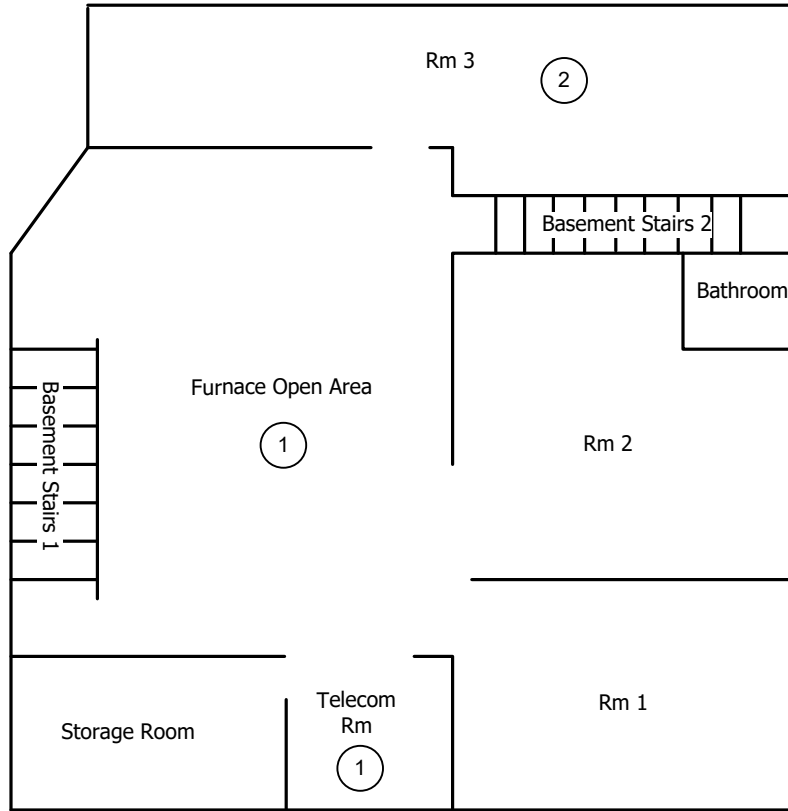 Rm 3
2
Basement Stairs 2
Bathroom
Furnace Open Area
1
Basement Stairs 1
Rm 2
Telecom
Rm
1
Storage Room
Rm 1